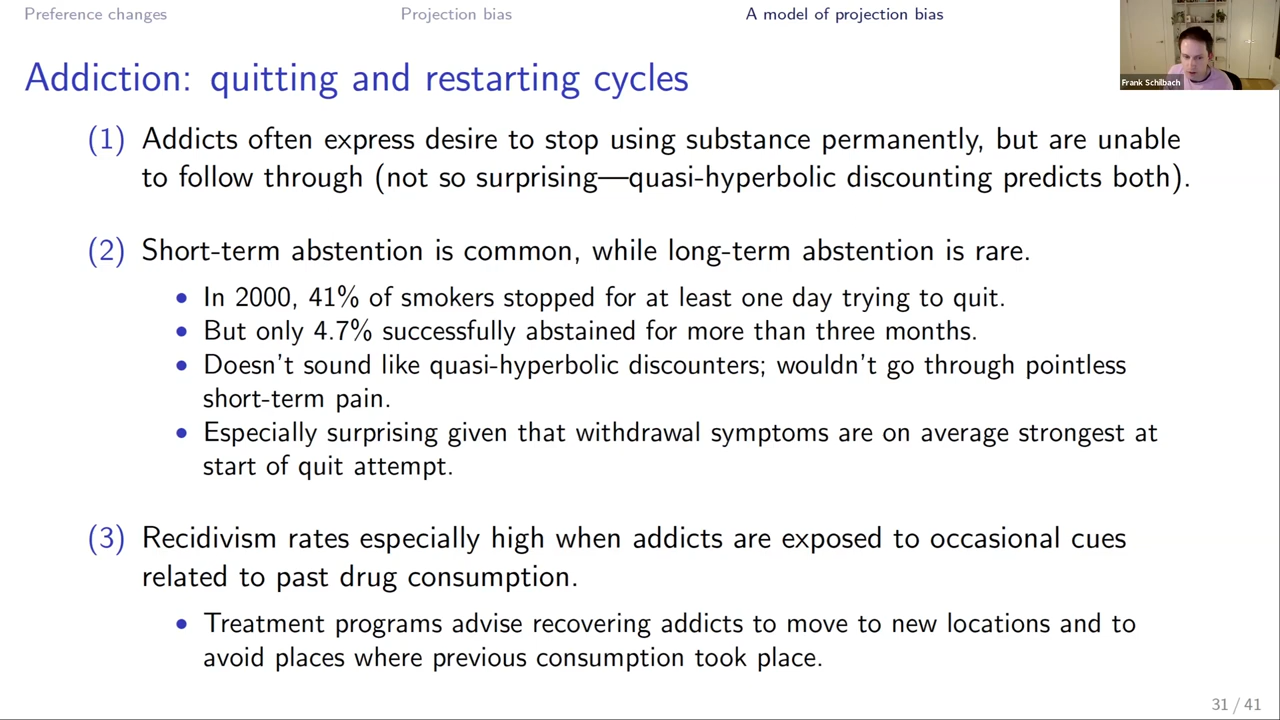 Preference changes
Projection bias
A model of projection bias
Frank Schilbach
Addiction: quitting and restarting cycles
(1) Addicts often express desire to stop using substance permanently, but are unable
to follow through (not so surprising—quasi-hyperbolic discounting predicts both).
(2) Short-term abstention is common, while long-term abstention is rare.
• In 2000, 41% of smokers stopped for at least one day trying to quit.
• But only 4.7% successfully abstained for more than three months.
• Doesn't sound like quasi-hyperbolic discounters; wouldn't go through pointless
short-term pain.
• Especially surprising given that withdrawal symptoms are on average strongest at
start of quit attempt.
(3) Recidivism rates especially high when addicts are exposed to occasional cues
related to past drug consumption.
• Treatment programs advise recovering addicts to move to new locations and to
avoid places where previous consumption took place.
31 / 41